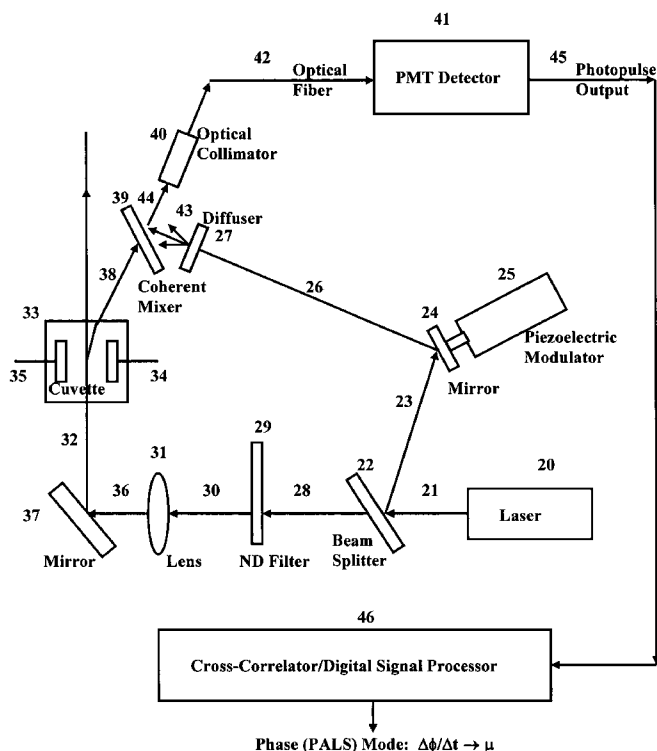 41
42
45
Optical
Fiber
PMT Detector
Photopulse
Output
40
Optical
Collimator
39
44
43
Diffuser
27
38
Coherent
Mixer
26
25
24
33
Piezoelectric
Modulator
35
Cuvette
34
Mirror
23
32
29
31
22
20
36
30
28
21
37
Laser
Mirror
Lens
ND Filter
Beam
Splitter
46
Cross-Correlator/Digital Signal Processor
Phase (PALS) Mode: Δϕ/Δt → μ